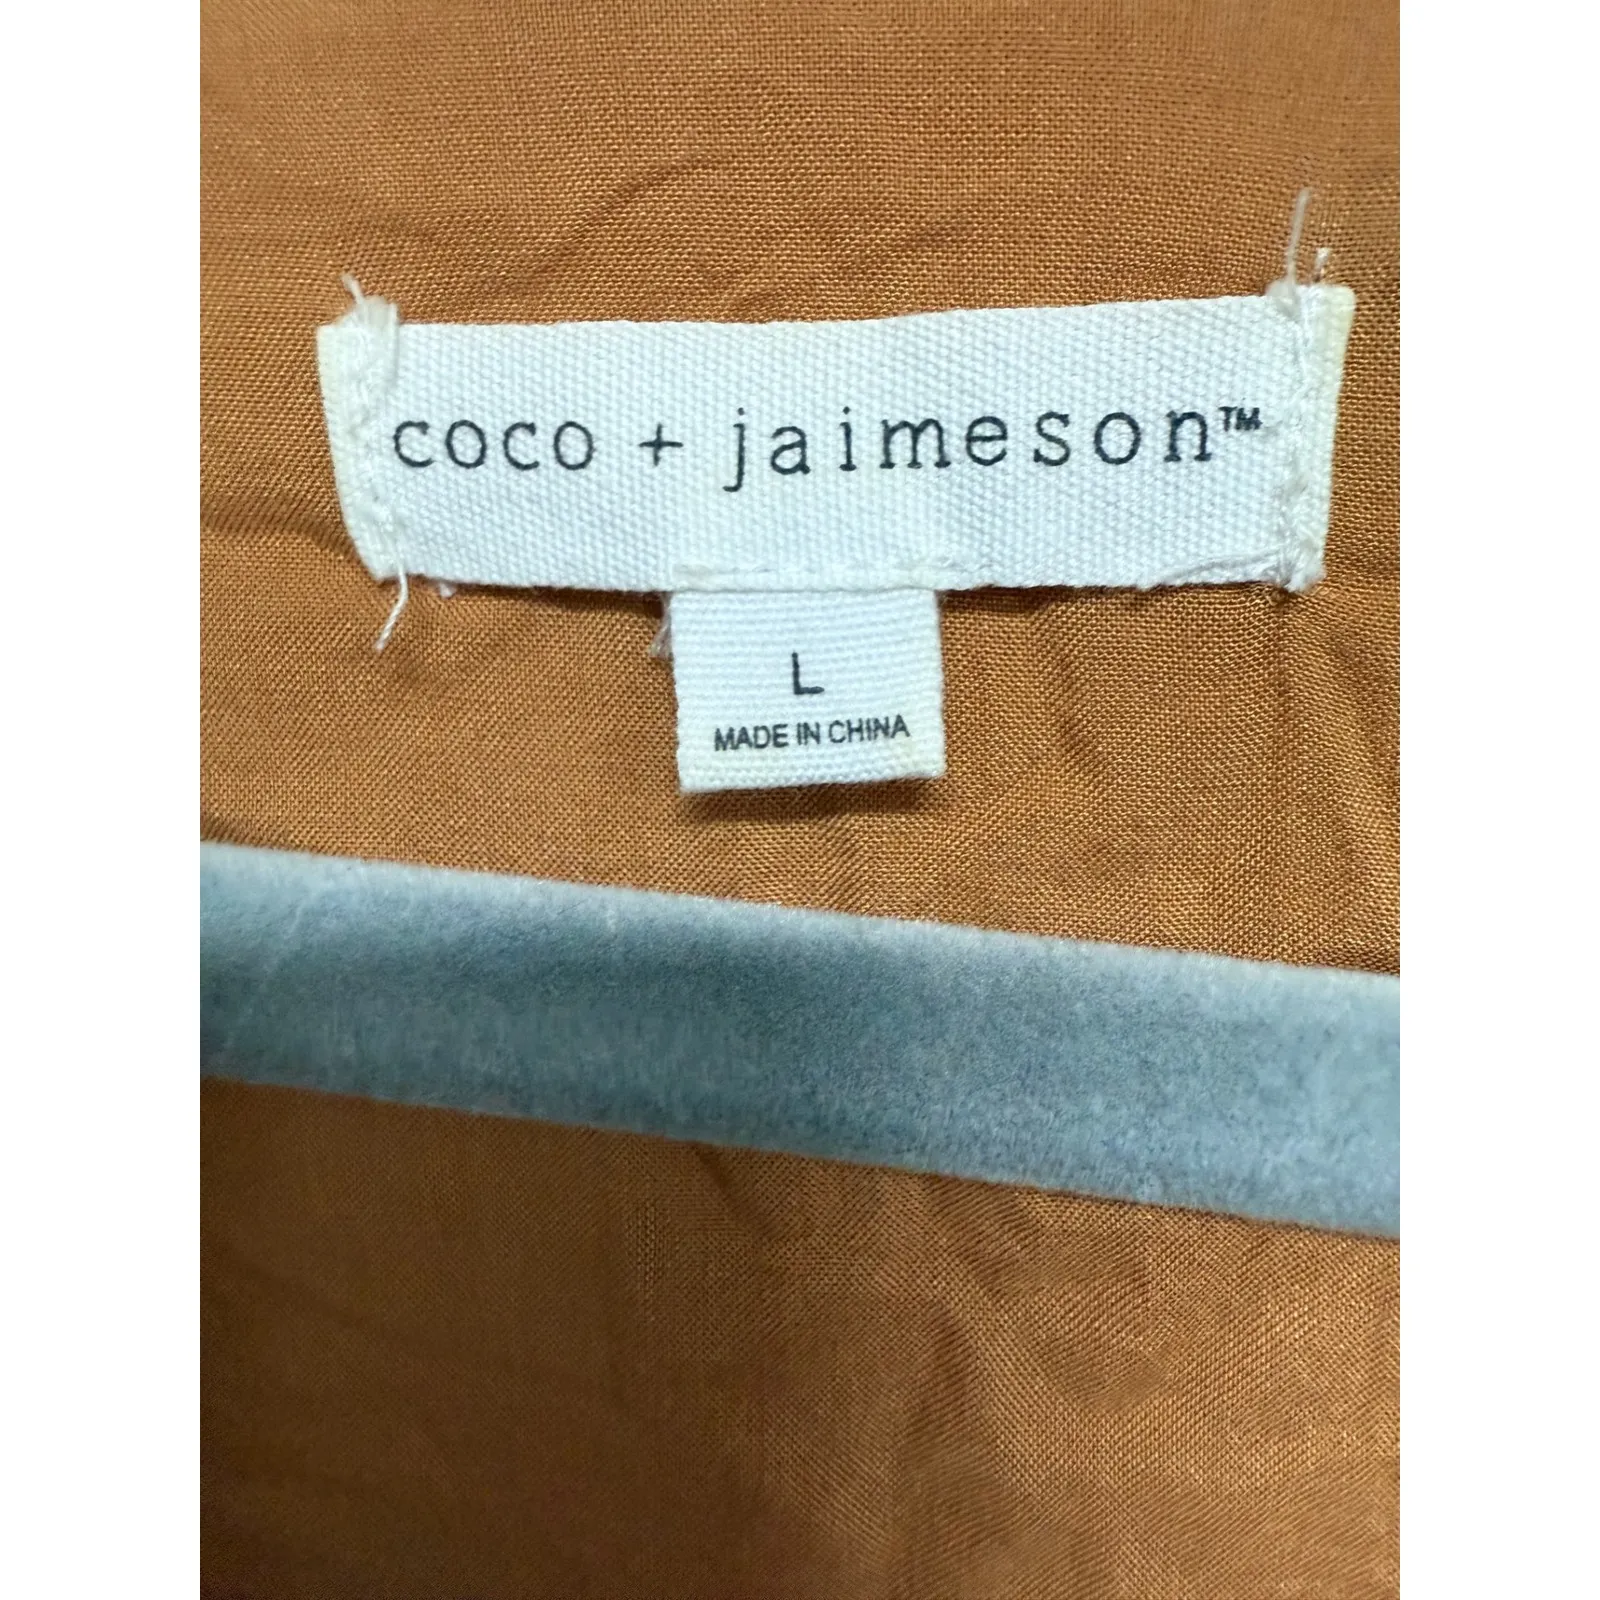 coco + jaimeson™
L
MADE IN CHINA